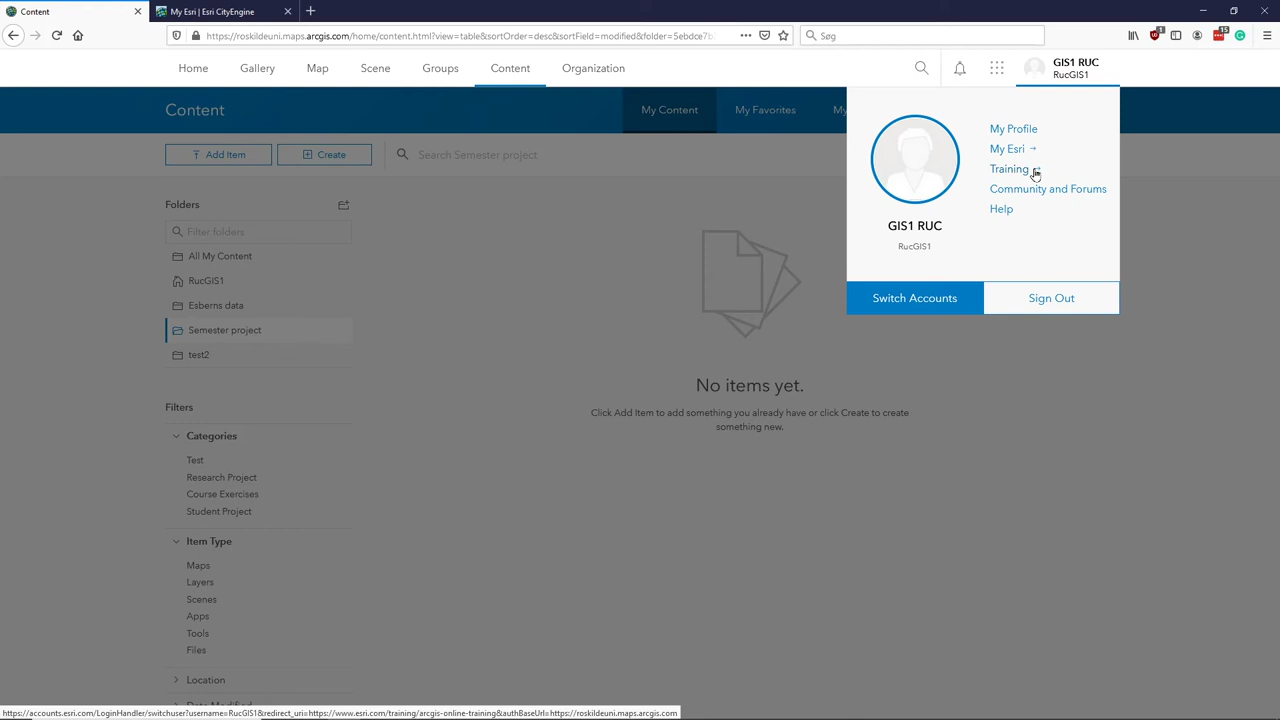 Content
My Esri | Esri CityEngine
https://roskildeuni.maps.arcgis.com/home/content.html?view=table&sortOrder=desc&sortField=modified&folder=5ebdce7b
Søg
1
15
Home
Gallery
Map
Scene
Groups
Content
Organization
GIS1 RUC
RucGIS1
Content
My Content
My Favorites
My
My Profile
My Esri →
Training →
Community and Forums
Help
GIS1 RUC
RucGIS1
Switch Accounts
Sign Out
Add Item
Create
Search Semester project
Folders
Filter folders
All My Content
RucGIS1
Esberns data
Semester project
test2
No items yet.
Click Add Item to add something you already have or click Create to create
something new.
Filters
Categories
Test
Research Project
Course Exercises
Student Project
Item Type
Maps
Layers
Scenes
Apps
Tools
Files
Location
https://accounts.esri.com/LoginHandler/switchuser?username=RucGIS1&redirect_uri=https://www.esri.com/training/arcgis-online-training&authBaseUrl=https://roskildeuni.maps.arcgis.com